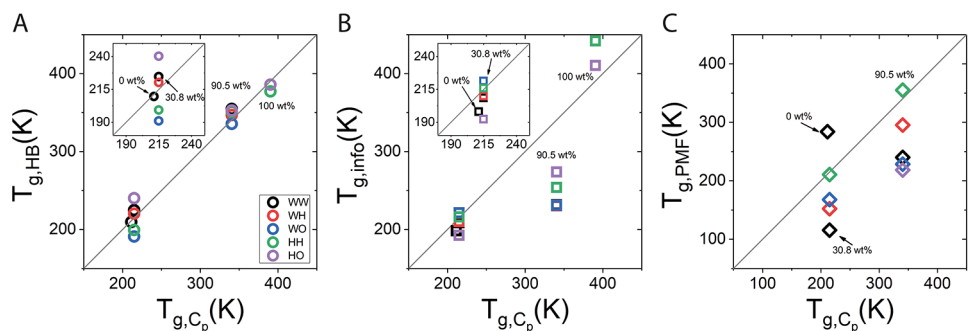 A
T_g,HB(K)
400
300
200
200
300
400
T_g,C_p(K)
240
215
190
190
215
240
0 wt%
30.8 wt%
90.5 wt%
100 wt%
WW
WH
WO
HH
HO
B
T_g,info(K)
400
300
200
200
300
400
T_g,C_p(K)
240
215
190
190
215
240
30.8 wt%
0 wt%
100 wt%
90.5 wt%
C
T_g,PMF(K)
400
300
200
100
100
200
300
400
T_g,C_p(K)
90.5 wt%
0 wt%
30.8 wt%